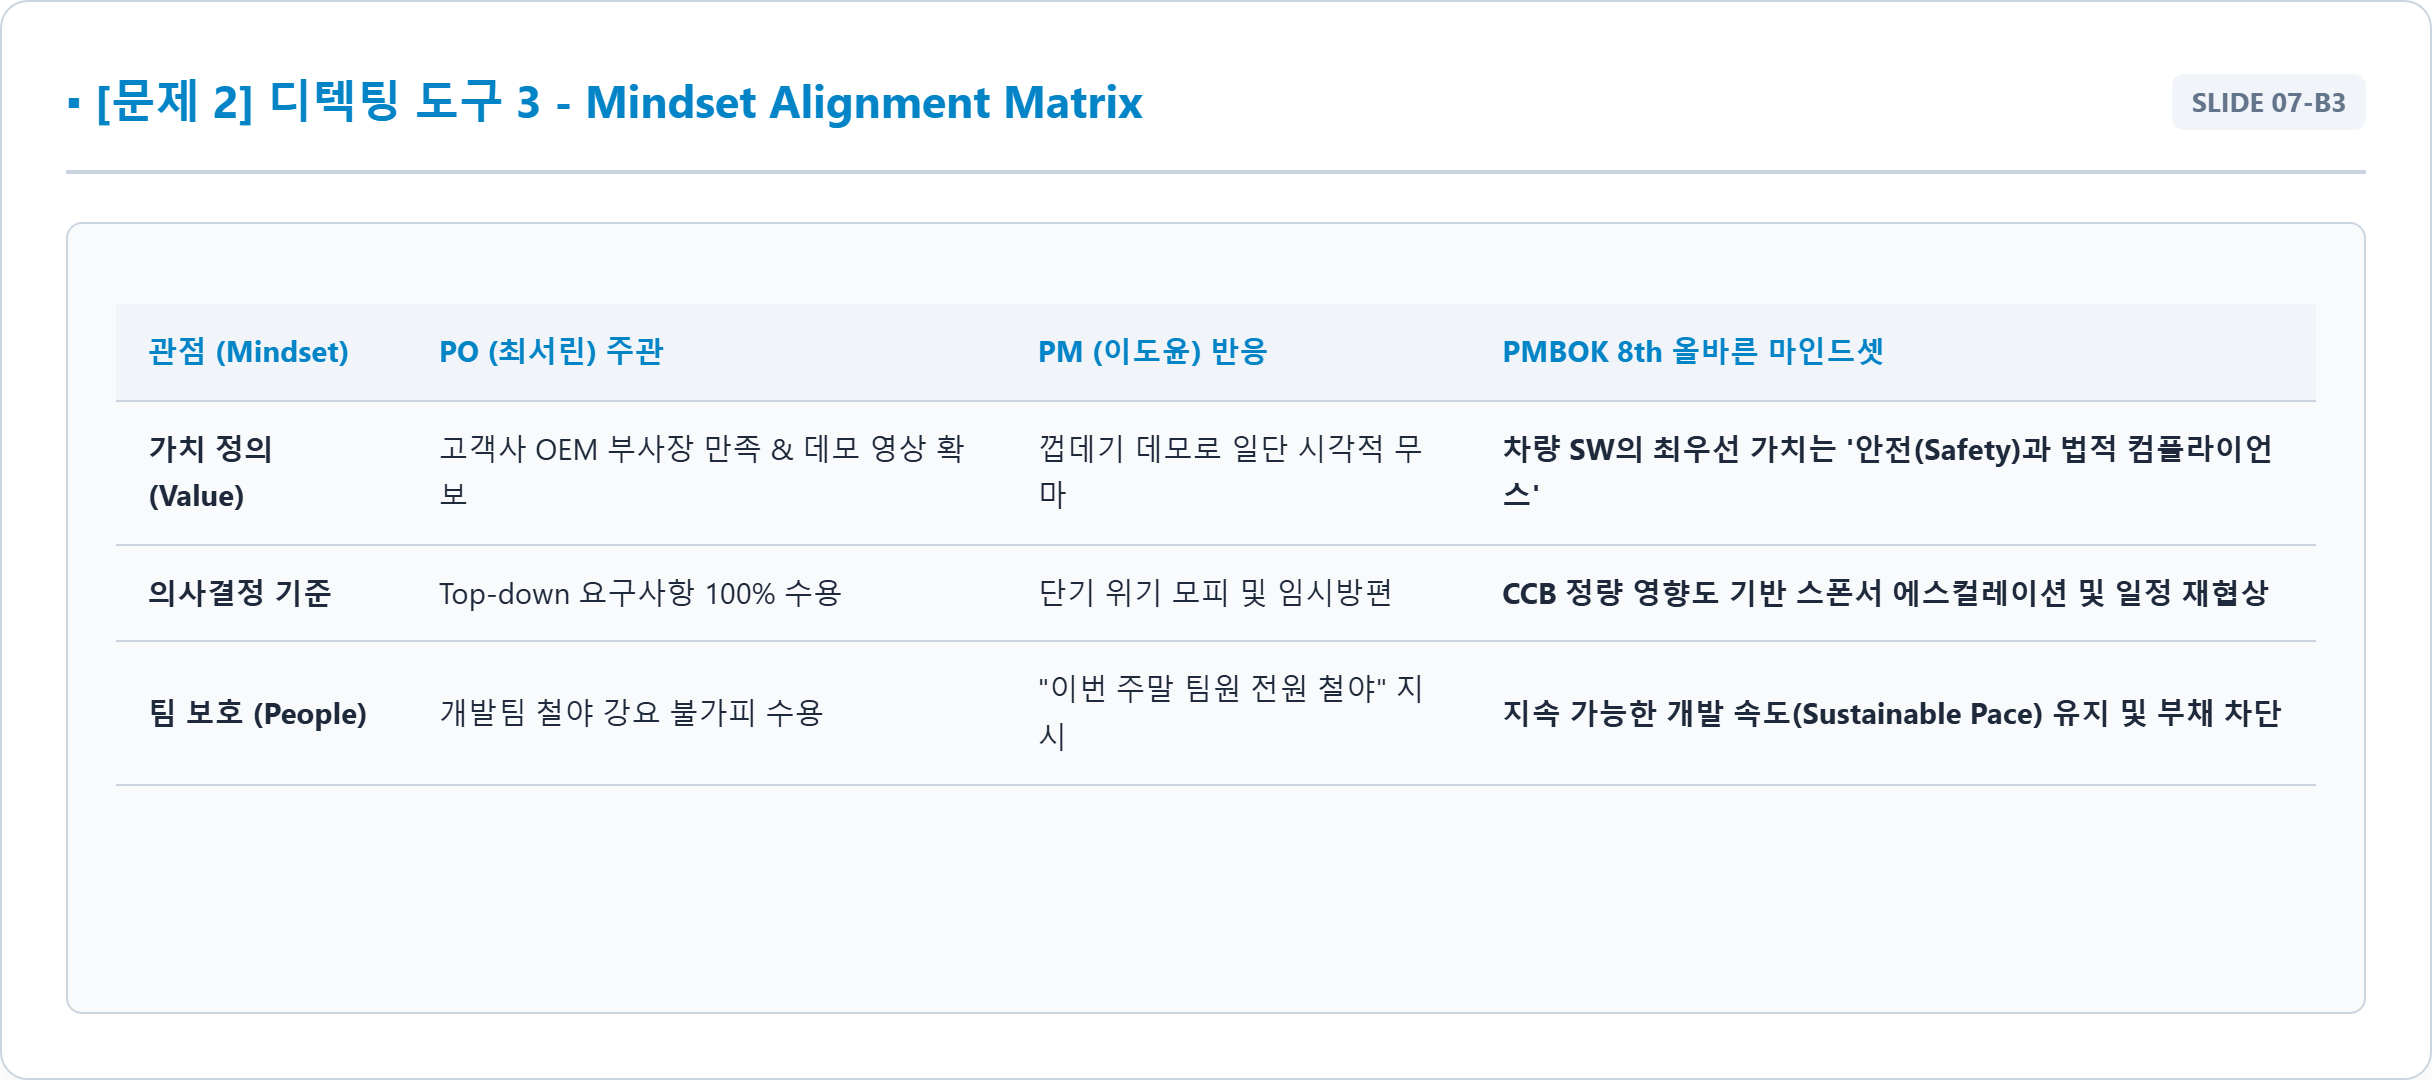 ▪ [문제 2] 디텍팅 도구 3 - Mindset Alignment Matrix
SLIDE 07-B3
관점 (Mindset)
PO (최서린) 주관
PM (이도윤) 반응
PMBOK 8th 올바른 마인드셋
가치 정의
(Value)
고객사 OEM 부사장 만족 & 데모 영상 확
보
껍데기 데모로 일단 시각적 무
마
차량 SW의 최우선 가치는 '안전(Safety)과 법적 컴플라이언
스'
의사결정 기준
Top-down 요구사항 100% 수용
단기 위기 모피 및 임시방편
CCB 정량 영향도 기반 스폰서 에스컬레이션 및 일정 재협상
팀 보호 (People)
개발팀 철야 강요 불가피 수용
"이번 주말 팀원 전원 철야" 지
시
지속 가능한 개발 속도(Sustainable Pace) 유지 및 부채 차단